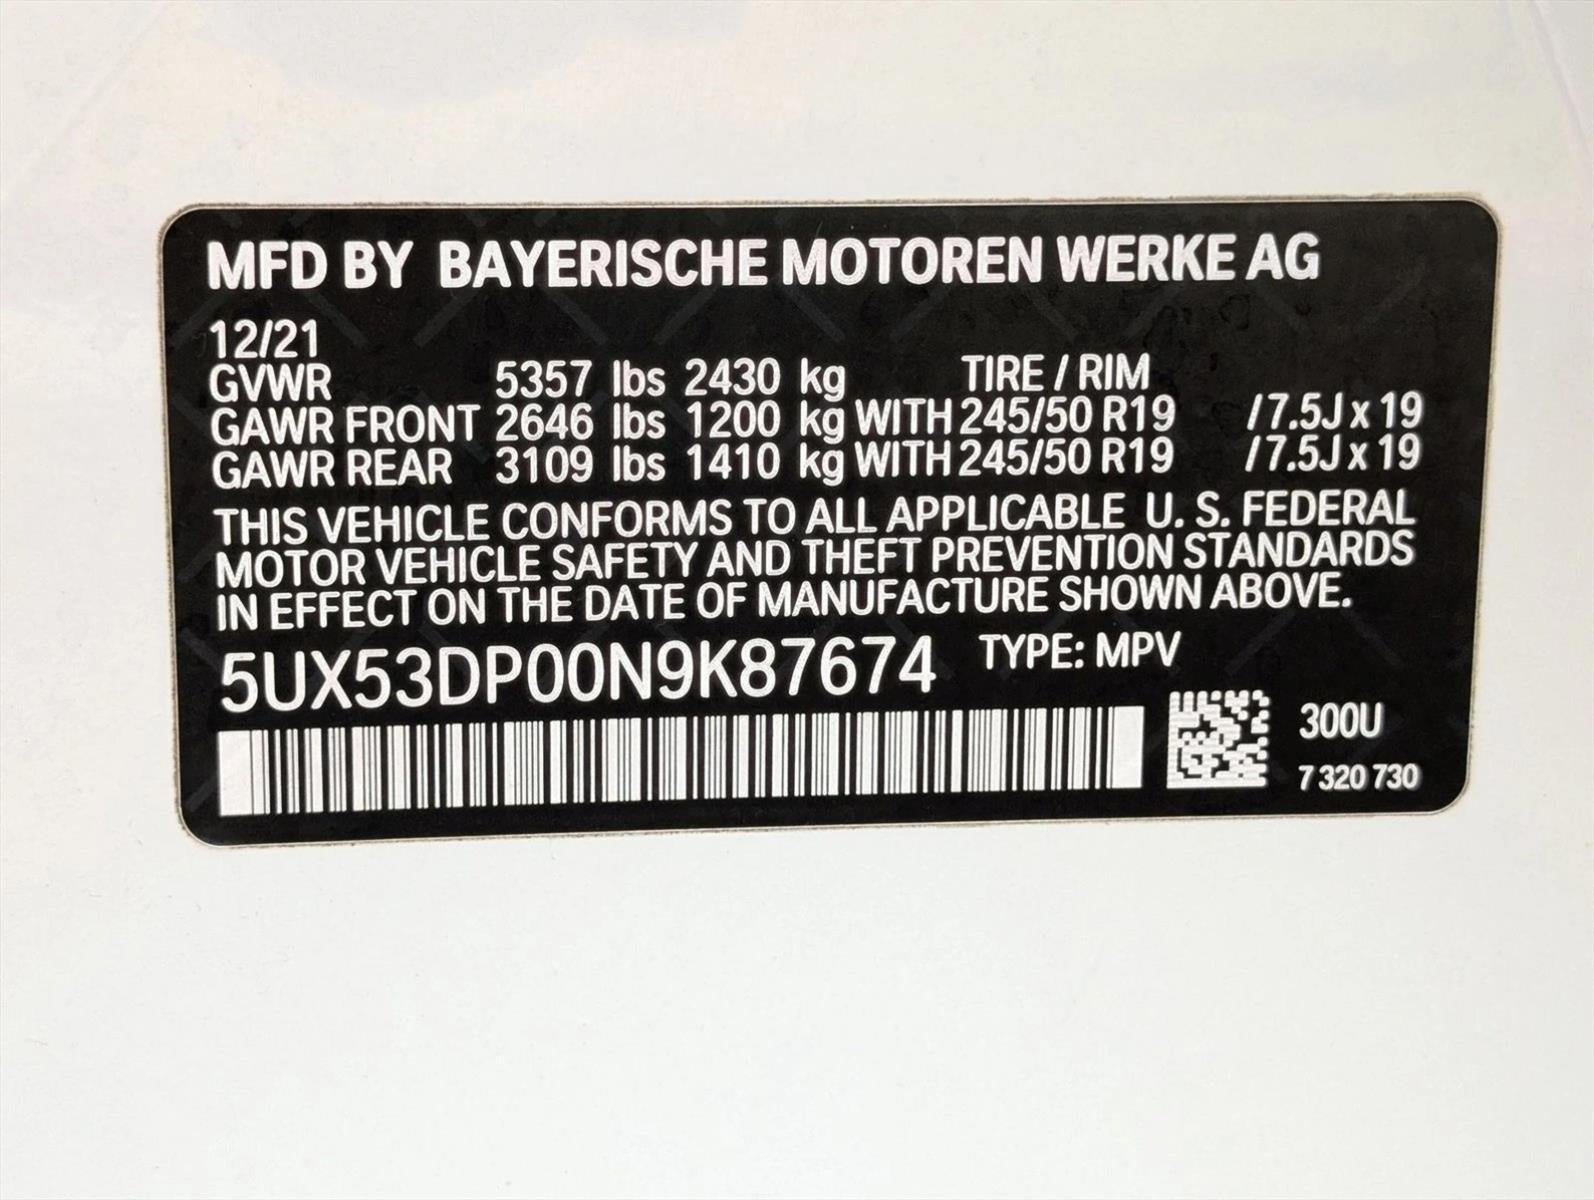 MFD BY BAYERISCHE MOTOREN WERKE AG
12/21
GVWR 5357 lbs 2430 kg TIRE / RIM
GAWR FRONT 2646 lbs 1200 kg WITH 245/50 R19 /7.5J x 19
GAWR REAR 3109 lbs 1410 kg WITH 245/50 R19 /7.5J x 19
THIS VEHICLE CONFORMS TO ALL APPLICABLE U. S. FEDERAL
MOTOR VEHICLE SAFETY AND THEFT PREVENTION STANDARDS
IN EFFECT ON THE DATE OF MANUFACTURE SHOWN ABOVE.
5UX53DP00N9K87674 TYPE: MPV
300U
7 320 730